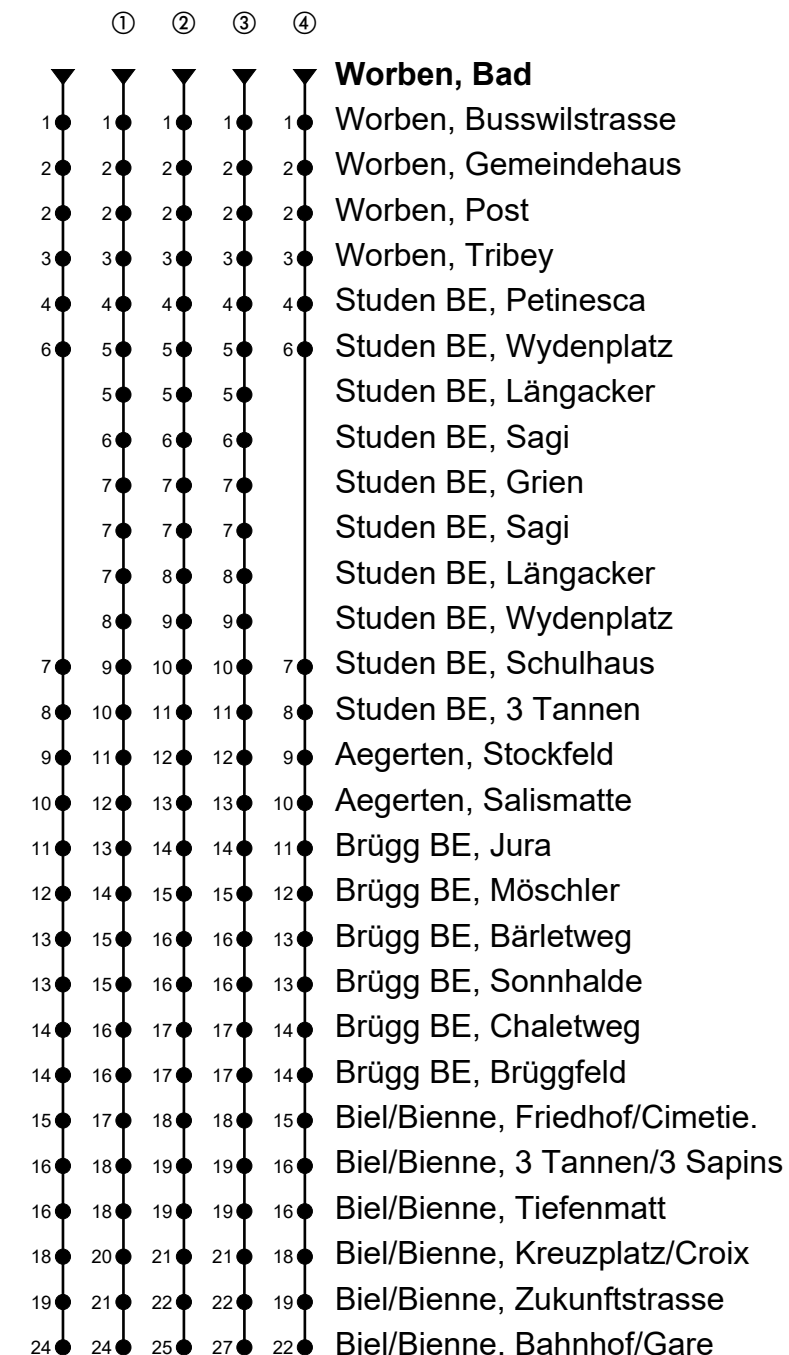 ① ② ③ ④
Worben, Bad
1 1 1 1 1 Worben, Busswilstrasse
2 2 2 2 2 Worben, Gemeindehaus
2 2 2 2 2 Worben, Post
3 3 3 3 3 Worben, Tribey
4 4 4 4 4 Studen BE, Petinesca
6 5 5 5 6 Studen BE, Wydenplatz
5 5 5 Studen BE, Längacker
6 6 6 Studen BE, Sagi
7 7 7 Studen BE, Grien
7 7 7 Studen BE, Sagi
7 8 8 Studen BE, Längacker
8 9 9 Studen BE, Wydenplatz
7 9 10 10 7 Studen BE, Schulhaus
8 10 11 11 8 Studen BE, 3 Tannen
9 11 12 12 9 Aegerten, Stockfeld
10 12 13 13 10 Aegerten, Salismatte
11 13 14 14 11 Brügg BE, Jura
12 14 15 15 12 Brügg BE, Möschler
13 15 16 16 13 Brügg BE, Bärletweg
13 15 16 16 13 Brügg BE, Sonnhalde
14 16 17 17 14 Brügg BE, Chaletweg
14 16 17 17 14 Brügg BE, Brüggfeld
15 17 18 18 15 Biel/Bienne, Friedhof/Cimetie.
16 18 19 19 16 Biel/Bienne, 3 Tannen/3 Sapins
16 18 19 19 16 Biel/Bienne, Tiefenmatt
18 20 21 21 18 Biel/Bienne, Kreuzplatz/Croix
19 21 22 22 19 Biel/Bienne, Zukunftstrasse
24 24 25 27 22 Biel/Bienne, Bahnhof/Gare